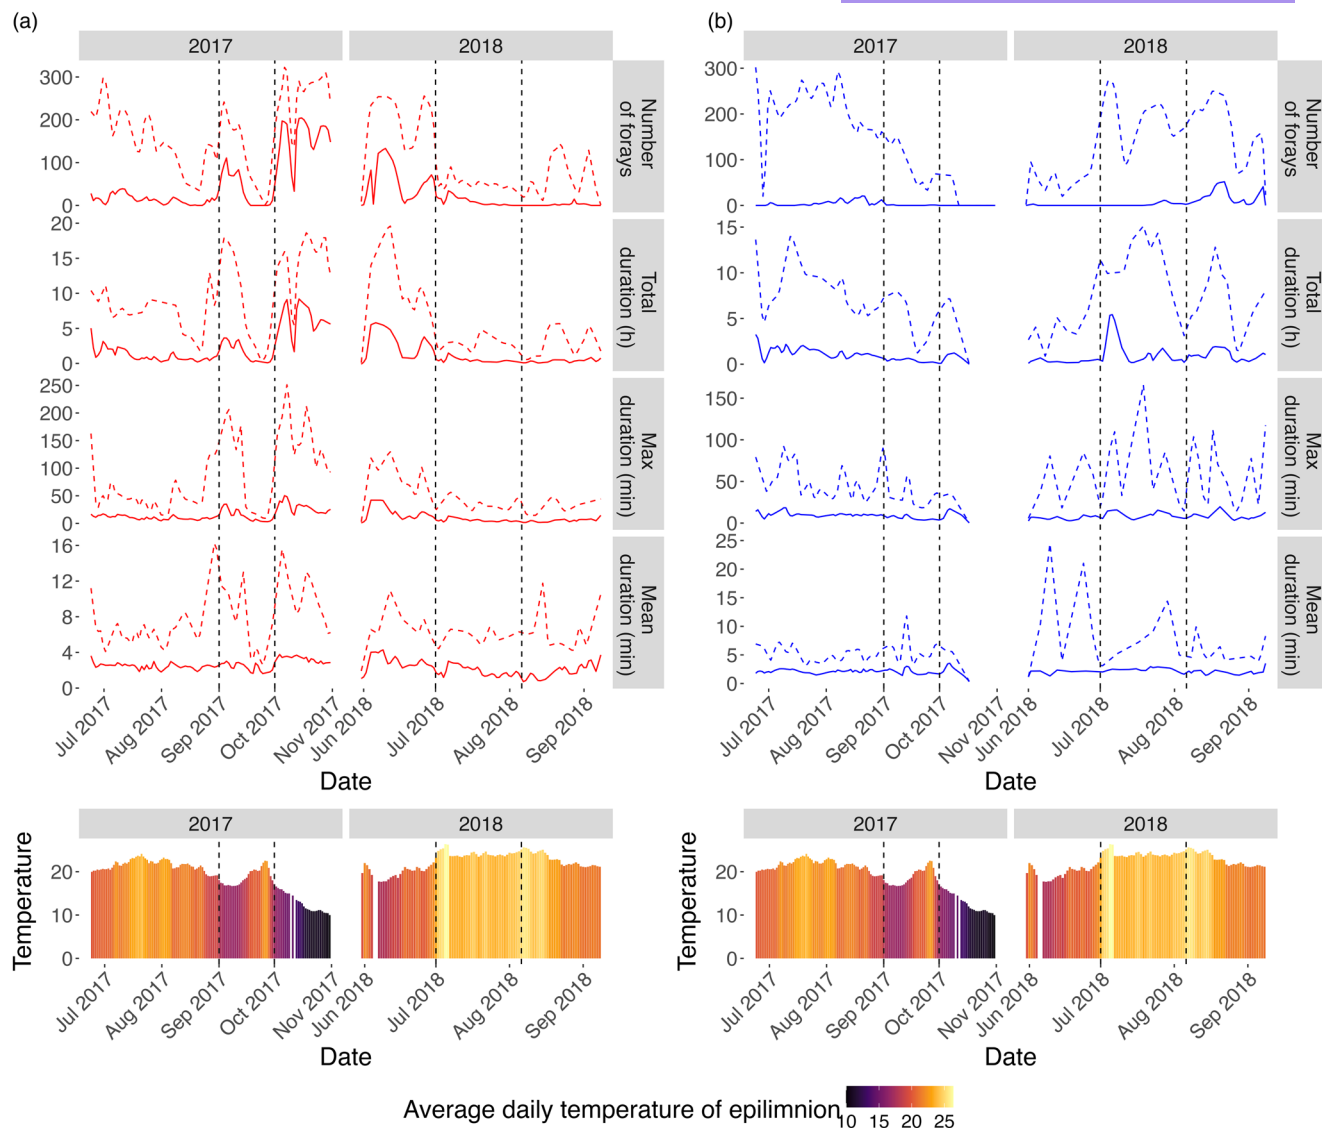 (a)
2017
2018
300
200
100
0
Number
of forays
20
15
10
5
0
Total
duration (h)
250
200
150
100
50
0
Max
duration (min)
16
12
8
4
0
Mean
duration (min)
Jul 2017
Aug 2017
Sep 2017
Oct 2017
Nov 2017
Jun 2018
Jul 2018
Aug 2018
Sep 2018
Date
2017
2018
Temperature
20
10
0
Jul 2017
Aug 2017
Sep 2017
Oct 2017
Nov 2017
Jun 2018
Jul 2018
Aug 2018
Sep 2018
Date
(b)
2017
2018
300
200
100
0
Number
of forays
15
10
5
0
Total
duration (h)
150
100
50
0
Max
duration (min)
25
20
15
10
5
0
Mean
duration (min)
Jul 2017
Aug 2017
Sep 2017
Oct 2017
Nov 2017
Jun 2018
Jul 2018
Aug 2018
Sep 2018
Date
2017
2018
Temperature
20
10
0
Jul 2017
Aug 2017
Sep 2017
Oct 2017
Nov 2017
Jun 2018
Jul 2018
Aug 2018
Sep 2018
Date
Average daily temperature of epilimnion
10 15 20 25